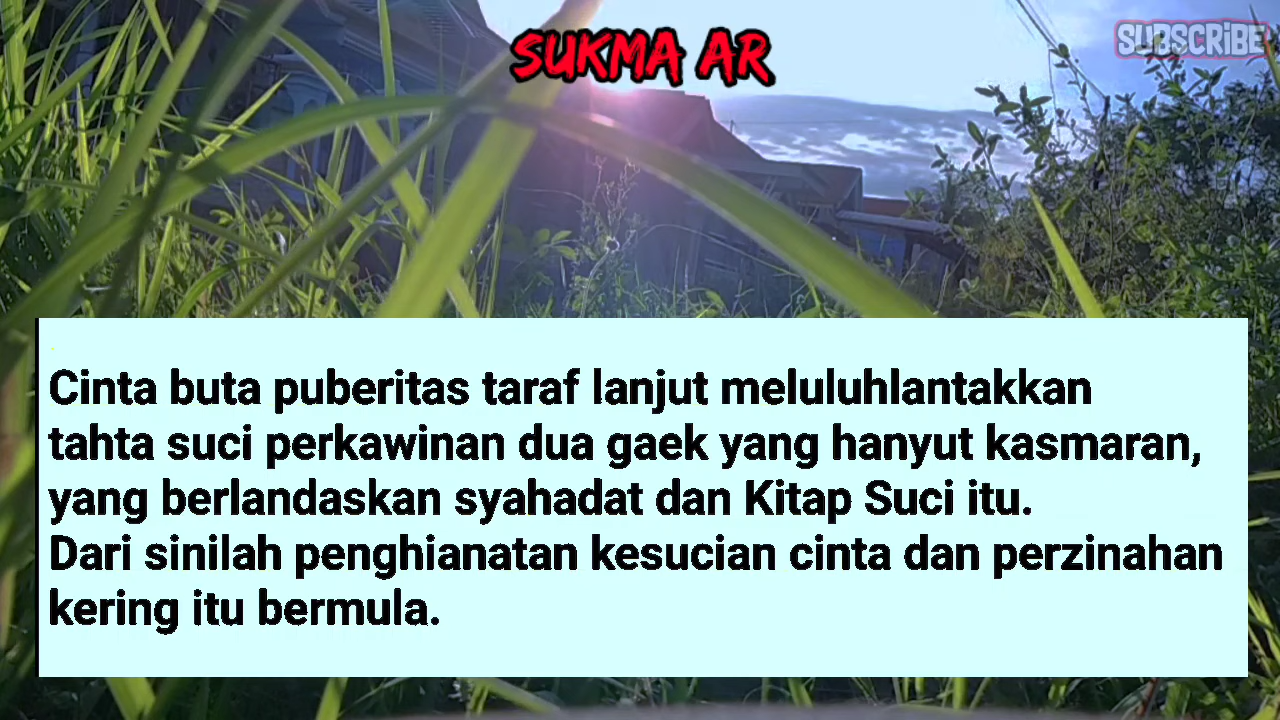 SUKMA AR
SUBSCRiBE
Cinta buta puberitas taraf lanjut meluluhlantakkan
tahta suci perkawinan dua gaek yang hanyut kasmaran,
yang berlandaskan syahadat dan Kitap Suci itu.
Dari sinilah penghianatan kesucian cinta dan perzinahan
kering itu bermula.